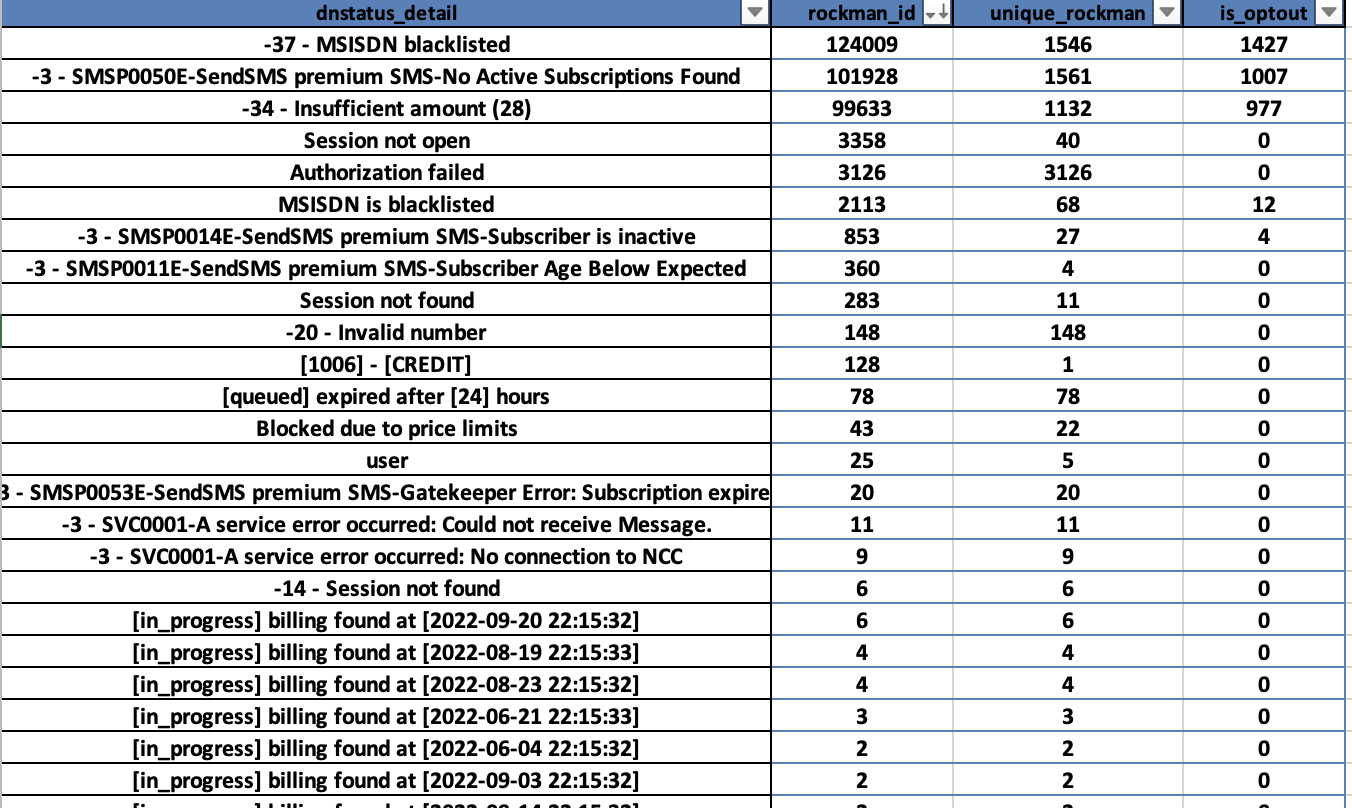 dnstatus_detail rockman_id unique_rockman is_optout
-37 - MSISDN blacklisted 124009 1546 1427
-3 - SMSP0050E-SendSMS premium SMS-No Active Subscriptions Found 101928 1561 1007
-34 - Insufficient amount (28) 99633 1132 977
Session not open 3358 40 0
Authorization failed 3126 3126 0
MSISDN is blacklisted 2113 68 12
-3 - SMSP0014E-SendSMS premium SMS-Subscriber is inactive 853 27 4
-3 - SMSP0011E-SendSMS premium SMS-Subscriber Age Below Expected 360 4 0
Session not found 283 11 0
-20 - Invalid number 148 148 0
[1006] - [CREDIT] 128 1 0
[queued] expired after [24] hours 78 78 0
Blocked due to price limits 43 22 0
user 25 5 0
3 - SMSP0053E-SendSMS premium SMS-Gatekeeper Error: Subscription expire 20 20 0
-3 - SVC0001-A service error occurred: Could not receive Message. 11 11 0
-3 - SVC0001-A service error occurred: No connection to NCC 9 9 0
-14 - Session not found 6 6 0
[in_progress] billing found at [2022-09-20 22:15:32] 6 6 0
[in_progress] billing found at [2022-08-19 22:15:33] 4 4 0
[in_progress] billing found at [2022-08-23 22:15:32] 4 4 0
[in_progress] billing found at [2022-06-21 22:15:33] 3 3 0
[in_progress] billing found at [2022-06-04 22:15:32] 2 2 0
[in_progress] billing found at [2022-09-03 22:15:32] 2 2 0